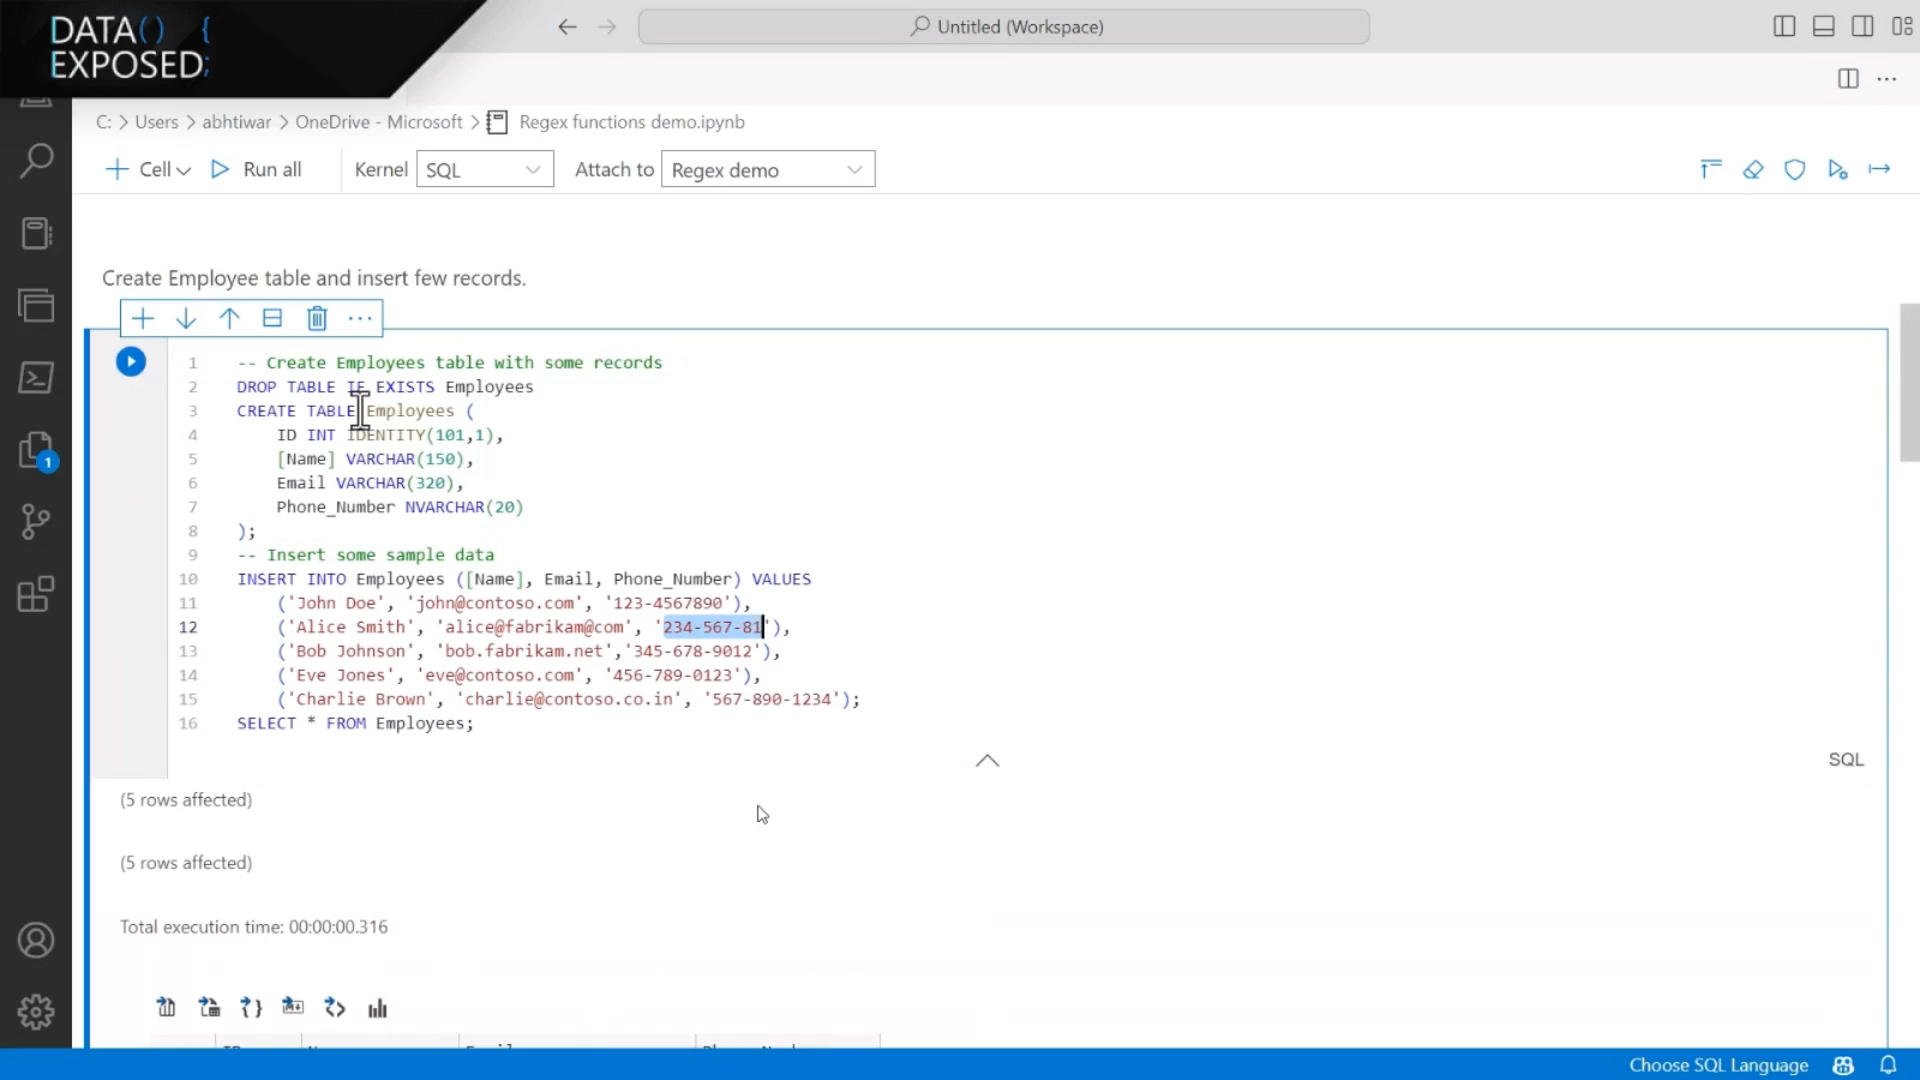 DATA() {
EXPOSED;
Untitled (Workspace)
C: > Users > abhtiwar > OneDrive - Microsoft > Regex functions demo.ipynb
Cell Run all Kernel SQL Attach to Regex demo
Create Employee table and insert few records.
1 -- Create Employees table with some records
2 DROP TABLE IF EXISTS Employees
3 CREATE TABLE Employees (
4 ID INT IDENTITY(101,1),
5 [Name] VARCHAR(150),
6 Email VARCHAR(320),
7 Phone_Number NVARCHAR(20)
8 );
9 -- Insert some sample data
10 INSERT INTO Employees ([Name], Email, Phone_Number) VALUES
11 ('John Doe', 'john@contoso.com', '123-4567890'),
12 ('Alice Smith', 'alice@fabrikam@com', '234-567-81'),
13 ('Bob Johnson', 'bob.fabrikam.net','345-678-9012'),
14 ('Eve Jones', 'eve@contoso.com', '456-789-0123'),
15 ('Charlie Brown', 'charlie@contoso.co.in', '567-890-1234');
16 SELECT * FROM Employees;
SQL
(5 rows affected)
(5 rows affected)
Total execution time: 00:00:00.316
1
Choose SQL Language